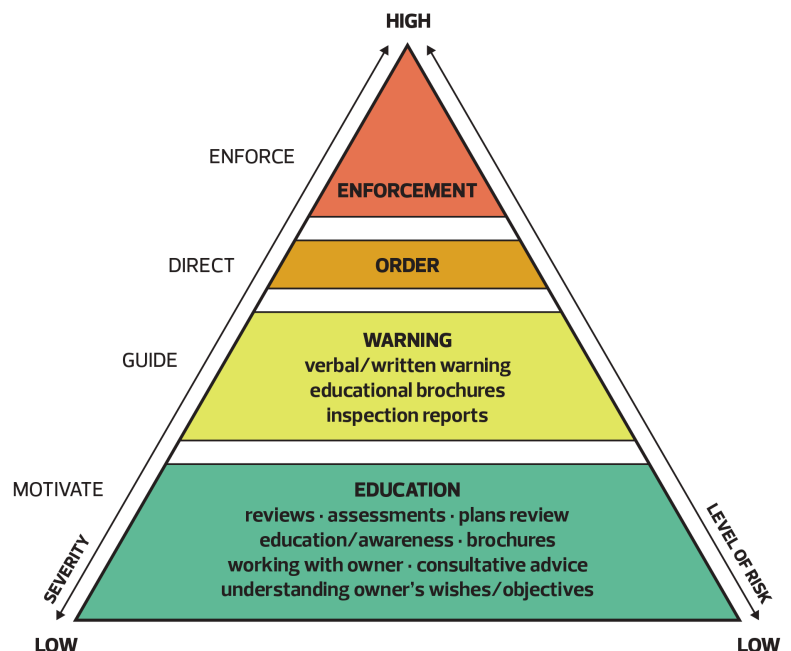 HIGH
ENFORCE
ENFORCEMENT
DIRECT
ORDER
GUIDE
WARNING
verbal/written warning
educational brochures
inspection reports
MOTIVATE
EDUCATION
reviews · assessments · plans review
education/awareness · brochures
working with owner · consultative advice
understanding owner's wishes/objectives
SEVERITY
LEVEL OF RISK
LOW
LOW